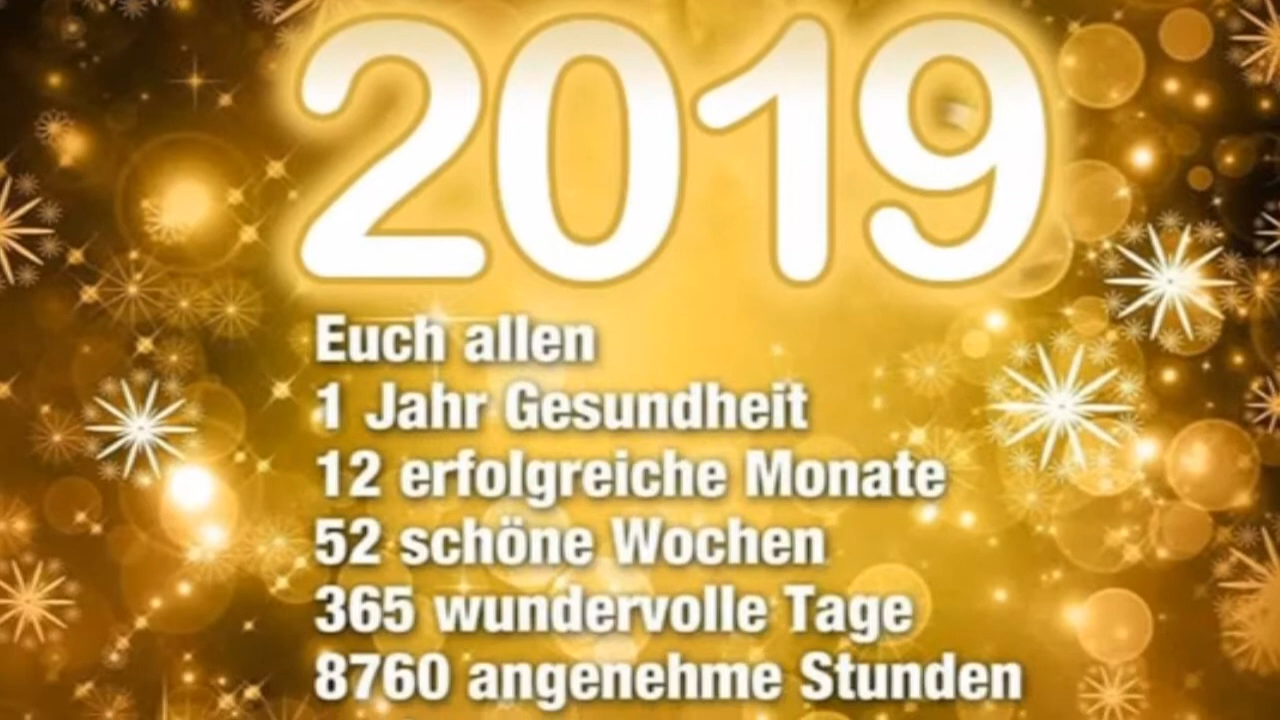 2019
Euch allen
1 Jahr Gesundheit
12 erfolgreiche Monate
52 schöne Wochen
365 wundervolle Tage
8760 angenehme Stunden